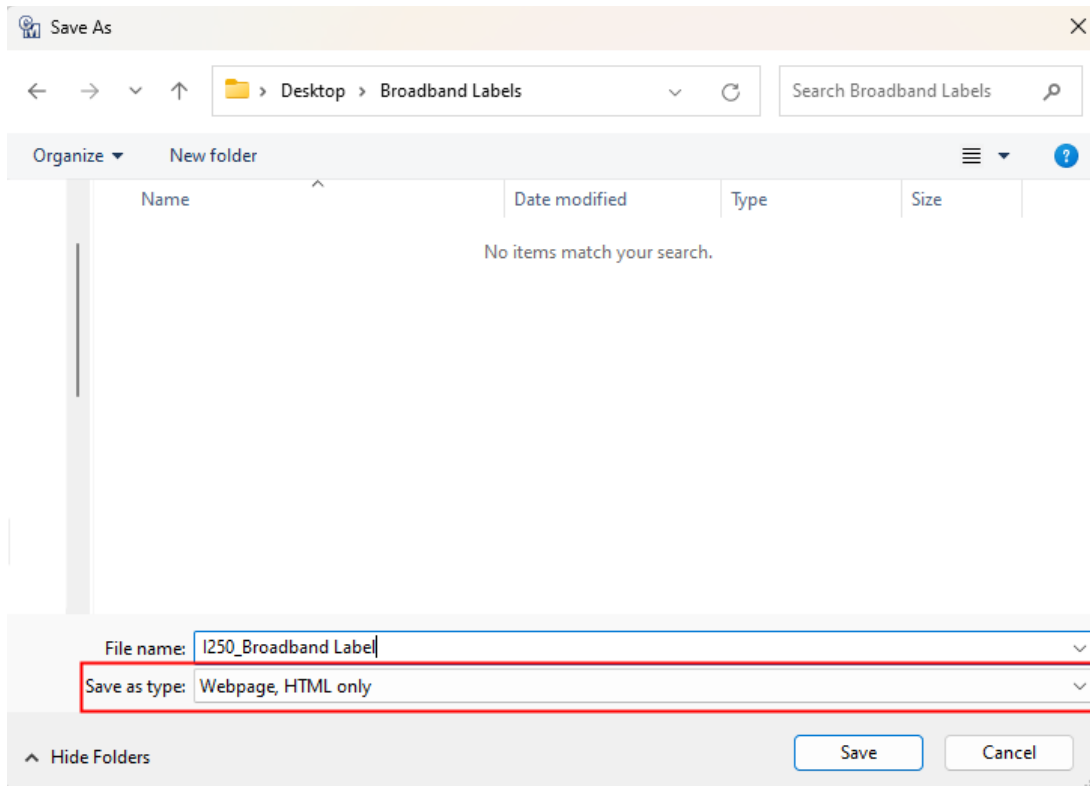 Save As
Desktop > Broadband Labels
Search Broadband Labels
Organize New folder
?
Name Date modified Type Size
No items match your search.
File name: I250_Broadband Label
Save as type: Webpage, HTML only
Hide Folders Save Cancel